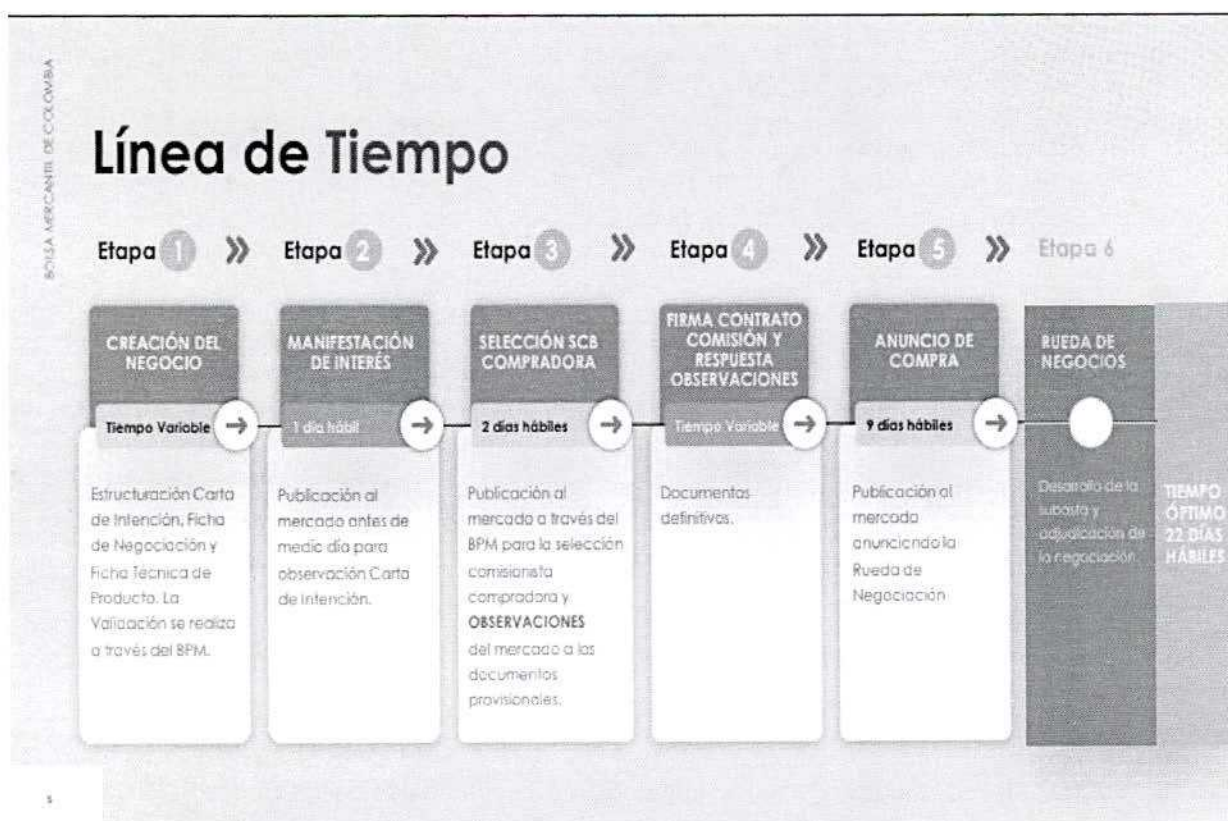 BOLSA MERCANTIL DE COLOMBIA
Línea de Tiempo
Etapa 1
Etapa 2
Etapa 3
Etapa 4
Etapa 5
Etapa 6
CREACIÓN DEL
NEGOCIO
Tiempo Variable
Estructuración Carta
de Intención, Ficha
de Negociación y
Ficha Técnica de
Producto. La
Validación se realiza
a través del BPM.
MANIFESTACIÓN
DE INTERÉS
1 día hábil
Publicación al
mercado antes de
medio día para
observación Carta
de Intención.
SELECCIÓN SCB
COMPRADORA
2 días hábiles
Publicación al
mercado a través del
BPM para la selección
comisionista
compradora y
OBSERVACIONES
del mercado a los
documentos
provisionales.
FIRMA CONTRATO
COMISIÓN Y
RESPUESTA
OBSERVACIONES
Tiempo Variable
Documentos
definitivos.
ANUNCIO DE
COMPRA
9 días hábiles
Publicación al
mercado
anunciando la
Rueda de
Negociación
RUEDA DE
NEGOCIOS
Desarrollo de la
subasta y
adjudicación de
la negociación
TIEMPO
ÓPTIMO
22 DÍAS
HÁBILES